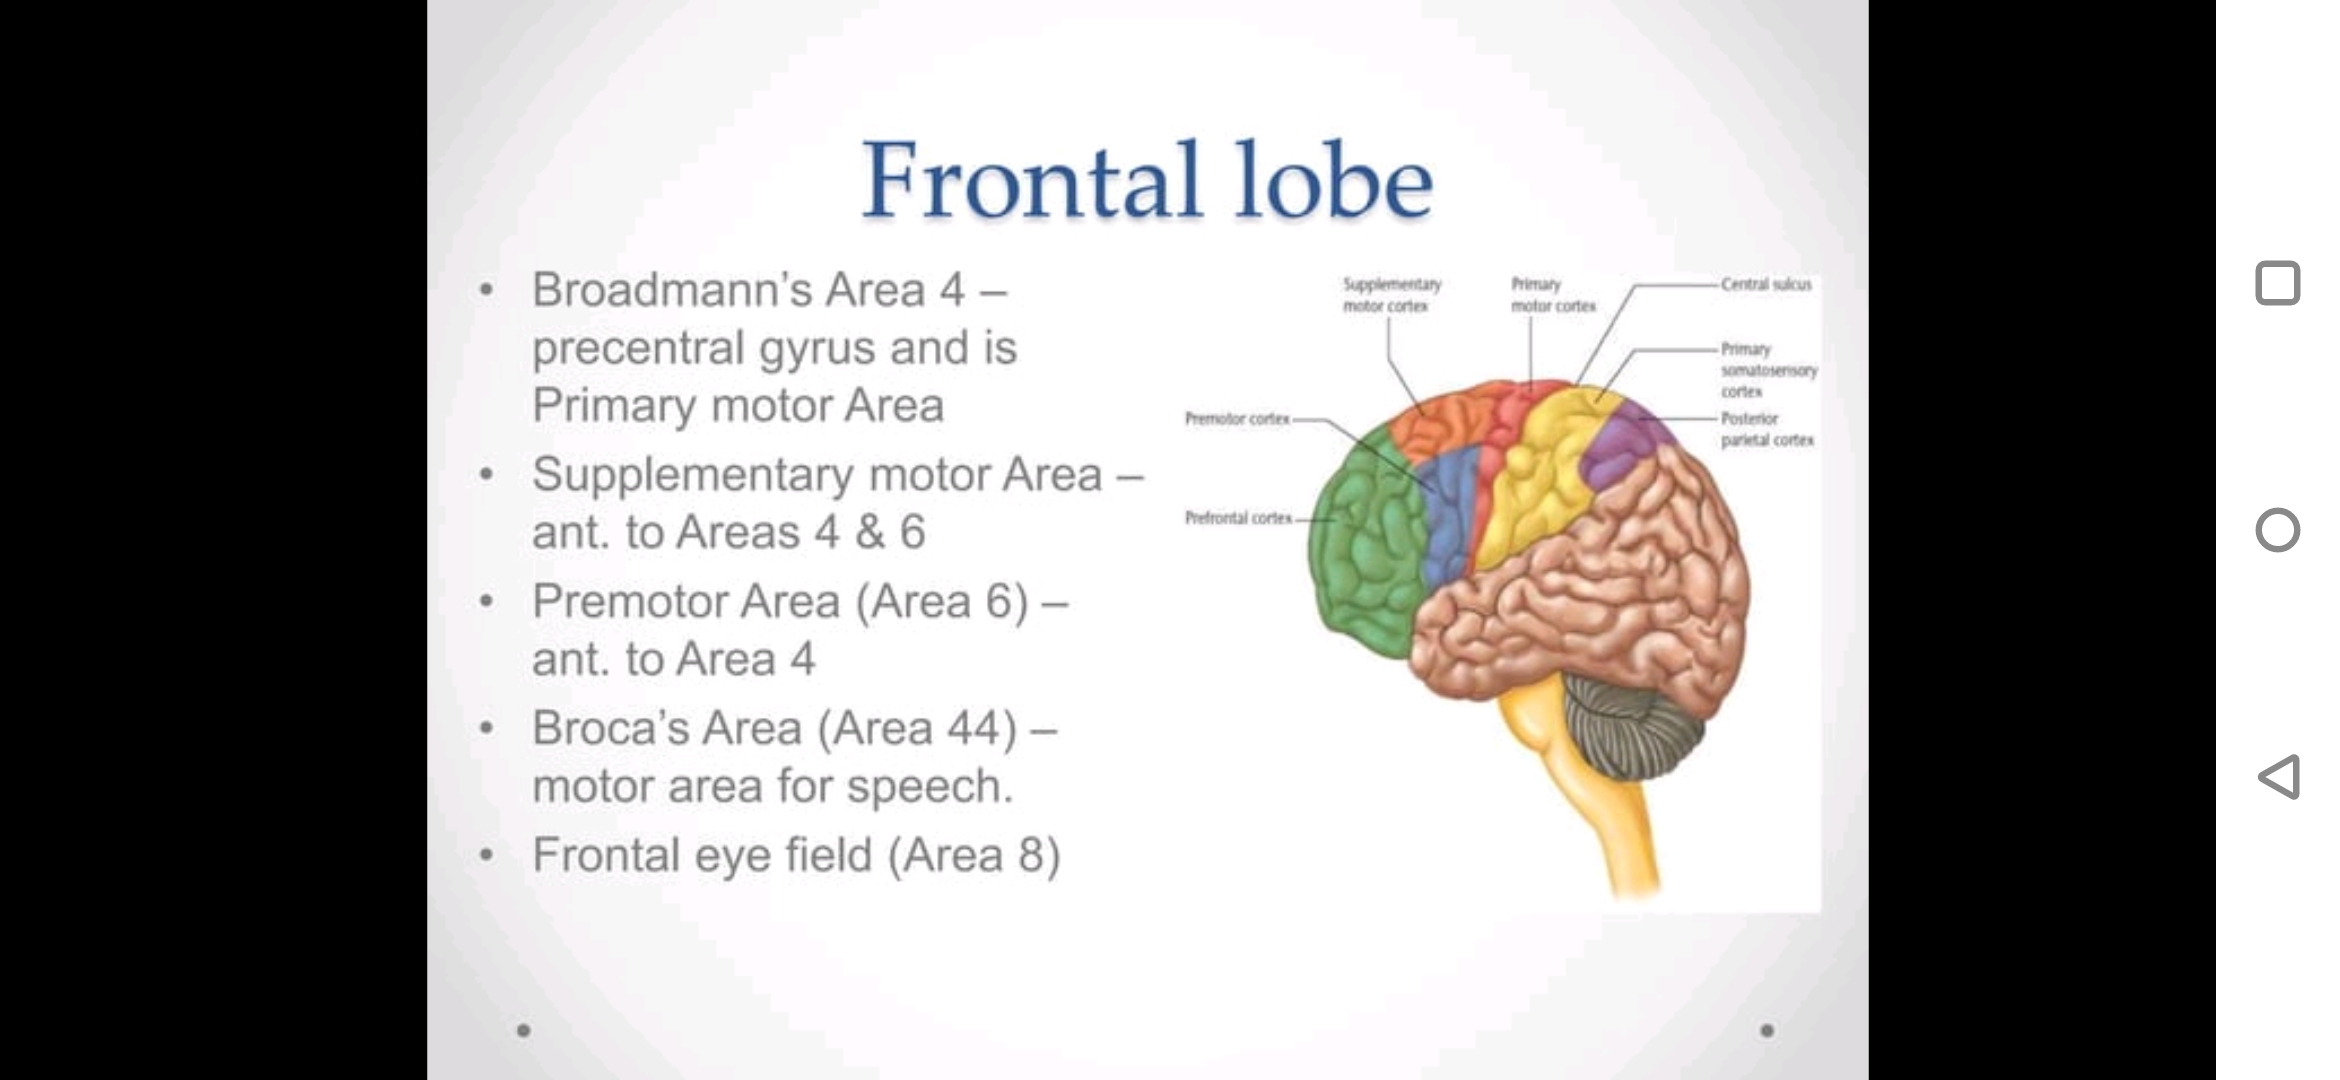 Frontal lobe
• Broadmann’s Area 4 –
precentral gyrus and is
Primary motor Area
• Supplementary motor Area –
ant. to Areas 4 & 6
• Premotor Area (Area 6) –
ant. to Area 4
• Broca’s Area (Area 44) –
motor area for speech.
• Frontal eye field (Area 8)
Supplementary
motor cortex
Primary
motor cortex
Central sulcus
Primary
somatosensory
cortex
Posterior
parietal cortex
Premotor cortex
Prefrontal cortex